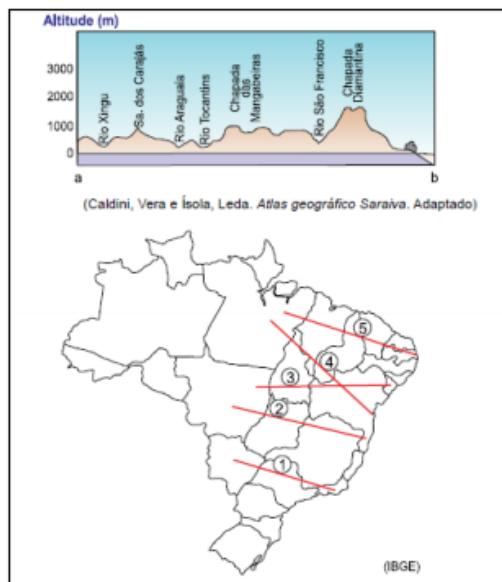 Altitude (m)
3000
2000
1000
0
Rio Xingu
Sa. dos Carajás
Rio Araguaia
Rio Tocantins
Chapada
das
Mangabeiras
Rio São Francisco
Chapada
Diamantina
a
b
(Caldini, Vera e Ísola, Leda. Atlas geográfico Saraiva. Adaptado)
5
4
3
2
1
(IBGE)